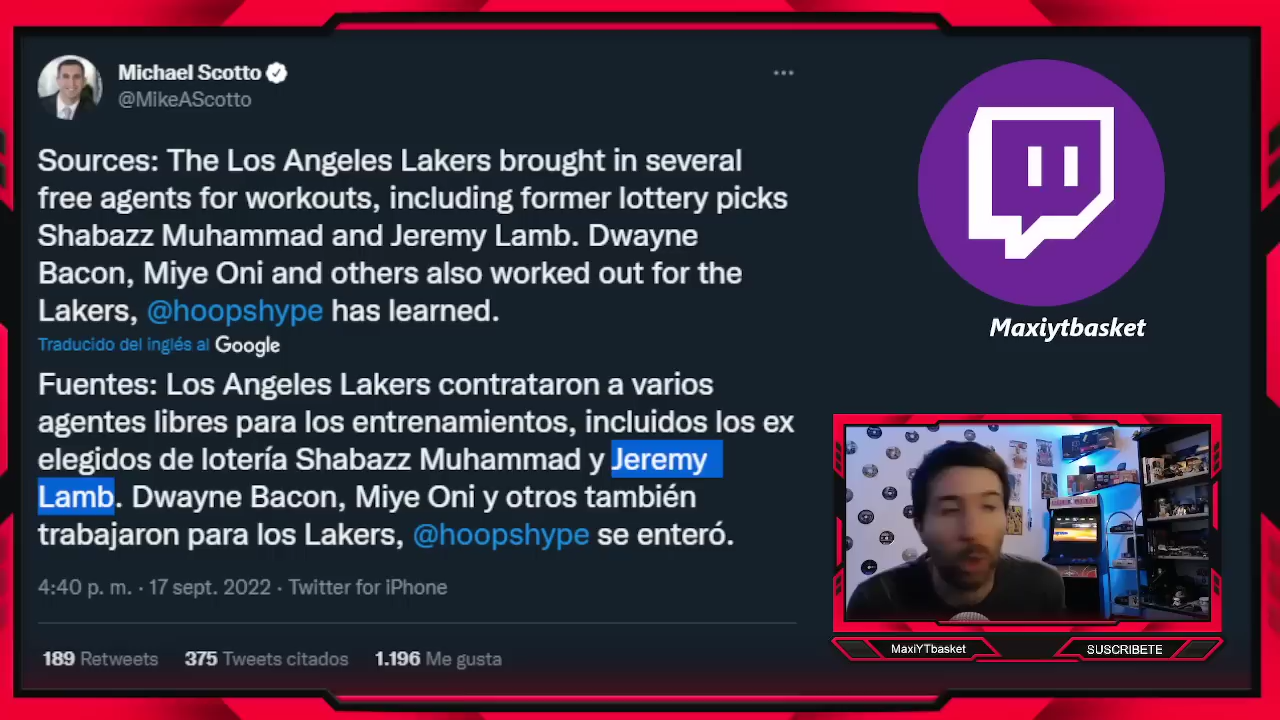 Michael Scotto
@MikeAScotto
Sources: The Los Angeles Lakers brought in several
free agents for workouts, including former lottery picks
Shabazz Muhammad and Jeremy Lamb. Dwayne
Bacon, Miye Oni and others also worked out for the
Lakers, @hoopshype has learned.
Traducido del inglés al Google
Fuentes: Los Angeles Lakers contrataron a varios
agentes libres para los entrenamientos, incluidos los ex
elegidos de lotería Shabazz Muhammad y Jeremy
Lamb. Dwayne Bacon, Miye Oni y otros también
trabajaron para los Lakers, @hoopshype se enteró.
4:40 p. m. · 17 sept. 2022 · Twitter for iPhone
189 Retweets 375 Tweets citados 1.196 Me gusta
Maxiytbasket
MaxiYTbasket
SUSCRIBETE